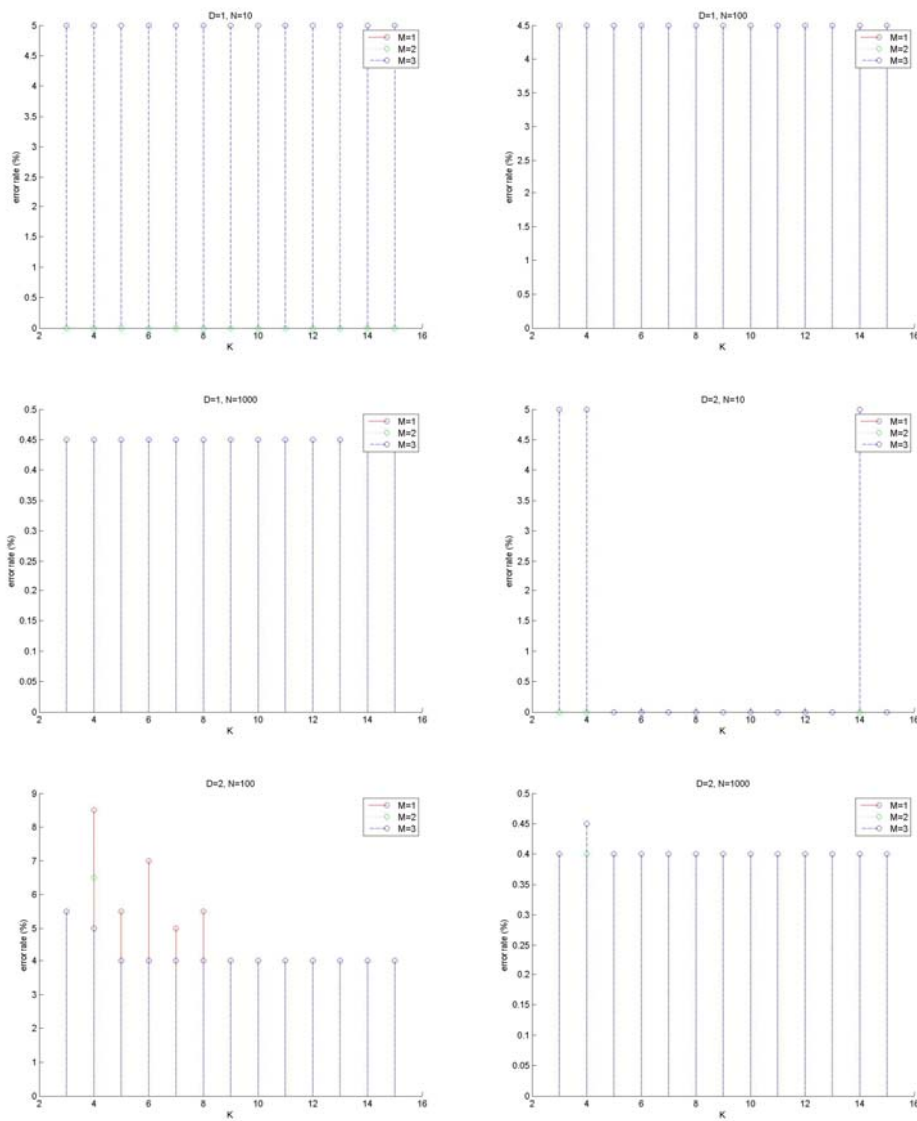 D=1, N=10
5
4.5
4
3.5
3
2.5
2
1.5
1
0.5
0
error rate (%)
2 4 6 8 10 12 14 16
K
M=1
M=2
M=3
D=1, N=100
4.5
4
3.5
3
2.5
2
1.5
1
0.5
0
error rate (%)
2 4 6 8 10 12 14 16
K
M=1
M=2
M=3
D=1, N=1000
0.5
0.45
0.4
0.35
0.3
0.25
0.2
0.15
0.1
0.05
0
error rate (%)
2 4 6 8 10 12 14 16
K
M=1
M=2
M=3
D=2, N=10
5
4.5
4
3.5
3
2.5
2
1.5
1
0.5
0
error rate (%)
2 4 6 8 10 12 14 16
K
M=1
M=2
M=3
D=2, N=100
9
8
7
6
5
4
3
2
1
0
error rate (%)
2 4 6 8 10 12 14 16
K
M=1
M=2
M=3
D=2, N=1000
0.5
0.45
0.4
0.35
0.3
0.25
0.2
0.15
0.1
0.05
0
error rate (%)
2 4 6 8 10 12 14 16
K
M=1
M=2
M=3